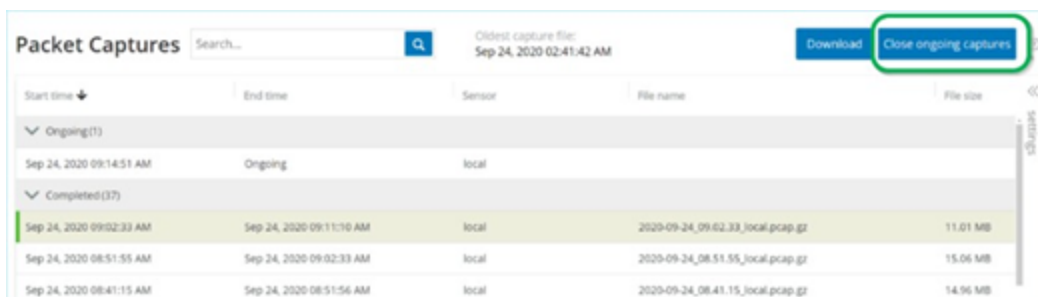 Packet Captures Search... Oldest capture file: Download Close ongoing captures
Sep 24, 2020 02:41:42 AM
Start time End time Sensor File name File size
Ongoing (1)
Sep 24, 2020 09:14:51 AM Ongoing local
Completed (37)
Sep 24, 2020 09:02:33 AM Sep 24, 2020 09:11:10 AM local 2020-09-24_09.02.33_local.pcap.gz 11.01 MB
Sep 24, 2020 08:51:55 AM Sep 24, 2020 09:02:33 AM local 2020-09-24_08.51.55_local.pcap.gz 15.06 MB
Sep 24, 2020 08:41:15 AM Sep 24, 2020 08:51:56 AM local 2020-09-24_08.41.15_local.pcap.gz 14.96 MB
settings